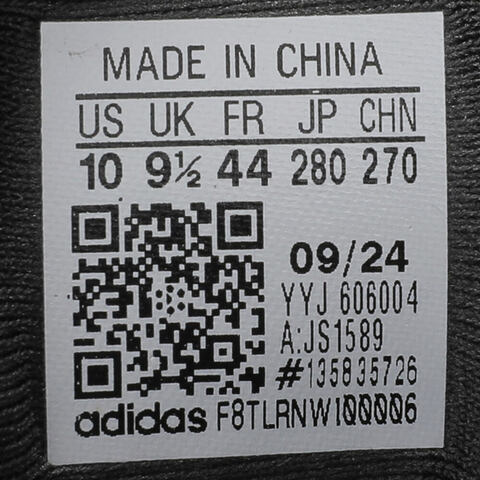 MADE IN CHINA
US UK FR JP CHN
10 9½ 44 280 270
09/24
YYJ 606004
A:JS1589
#135835726
adidas F8TLRNW100006